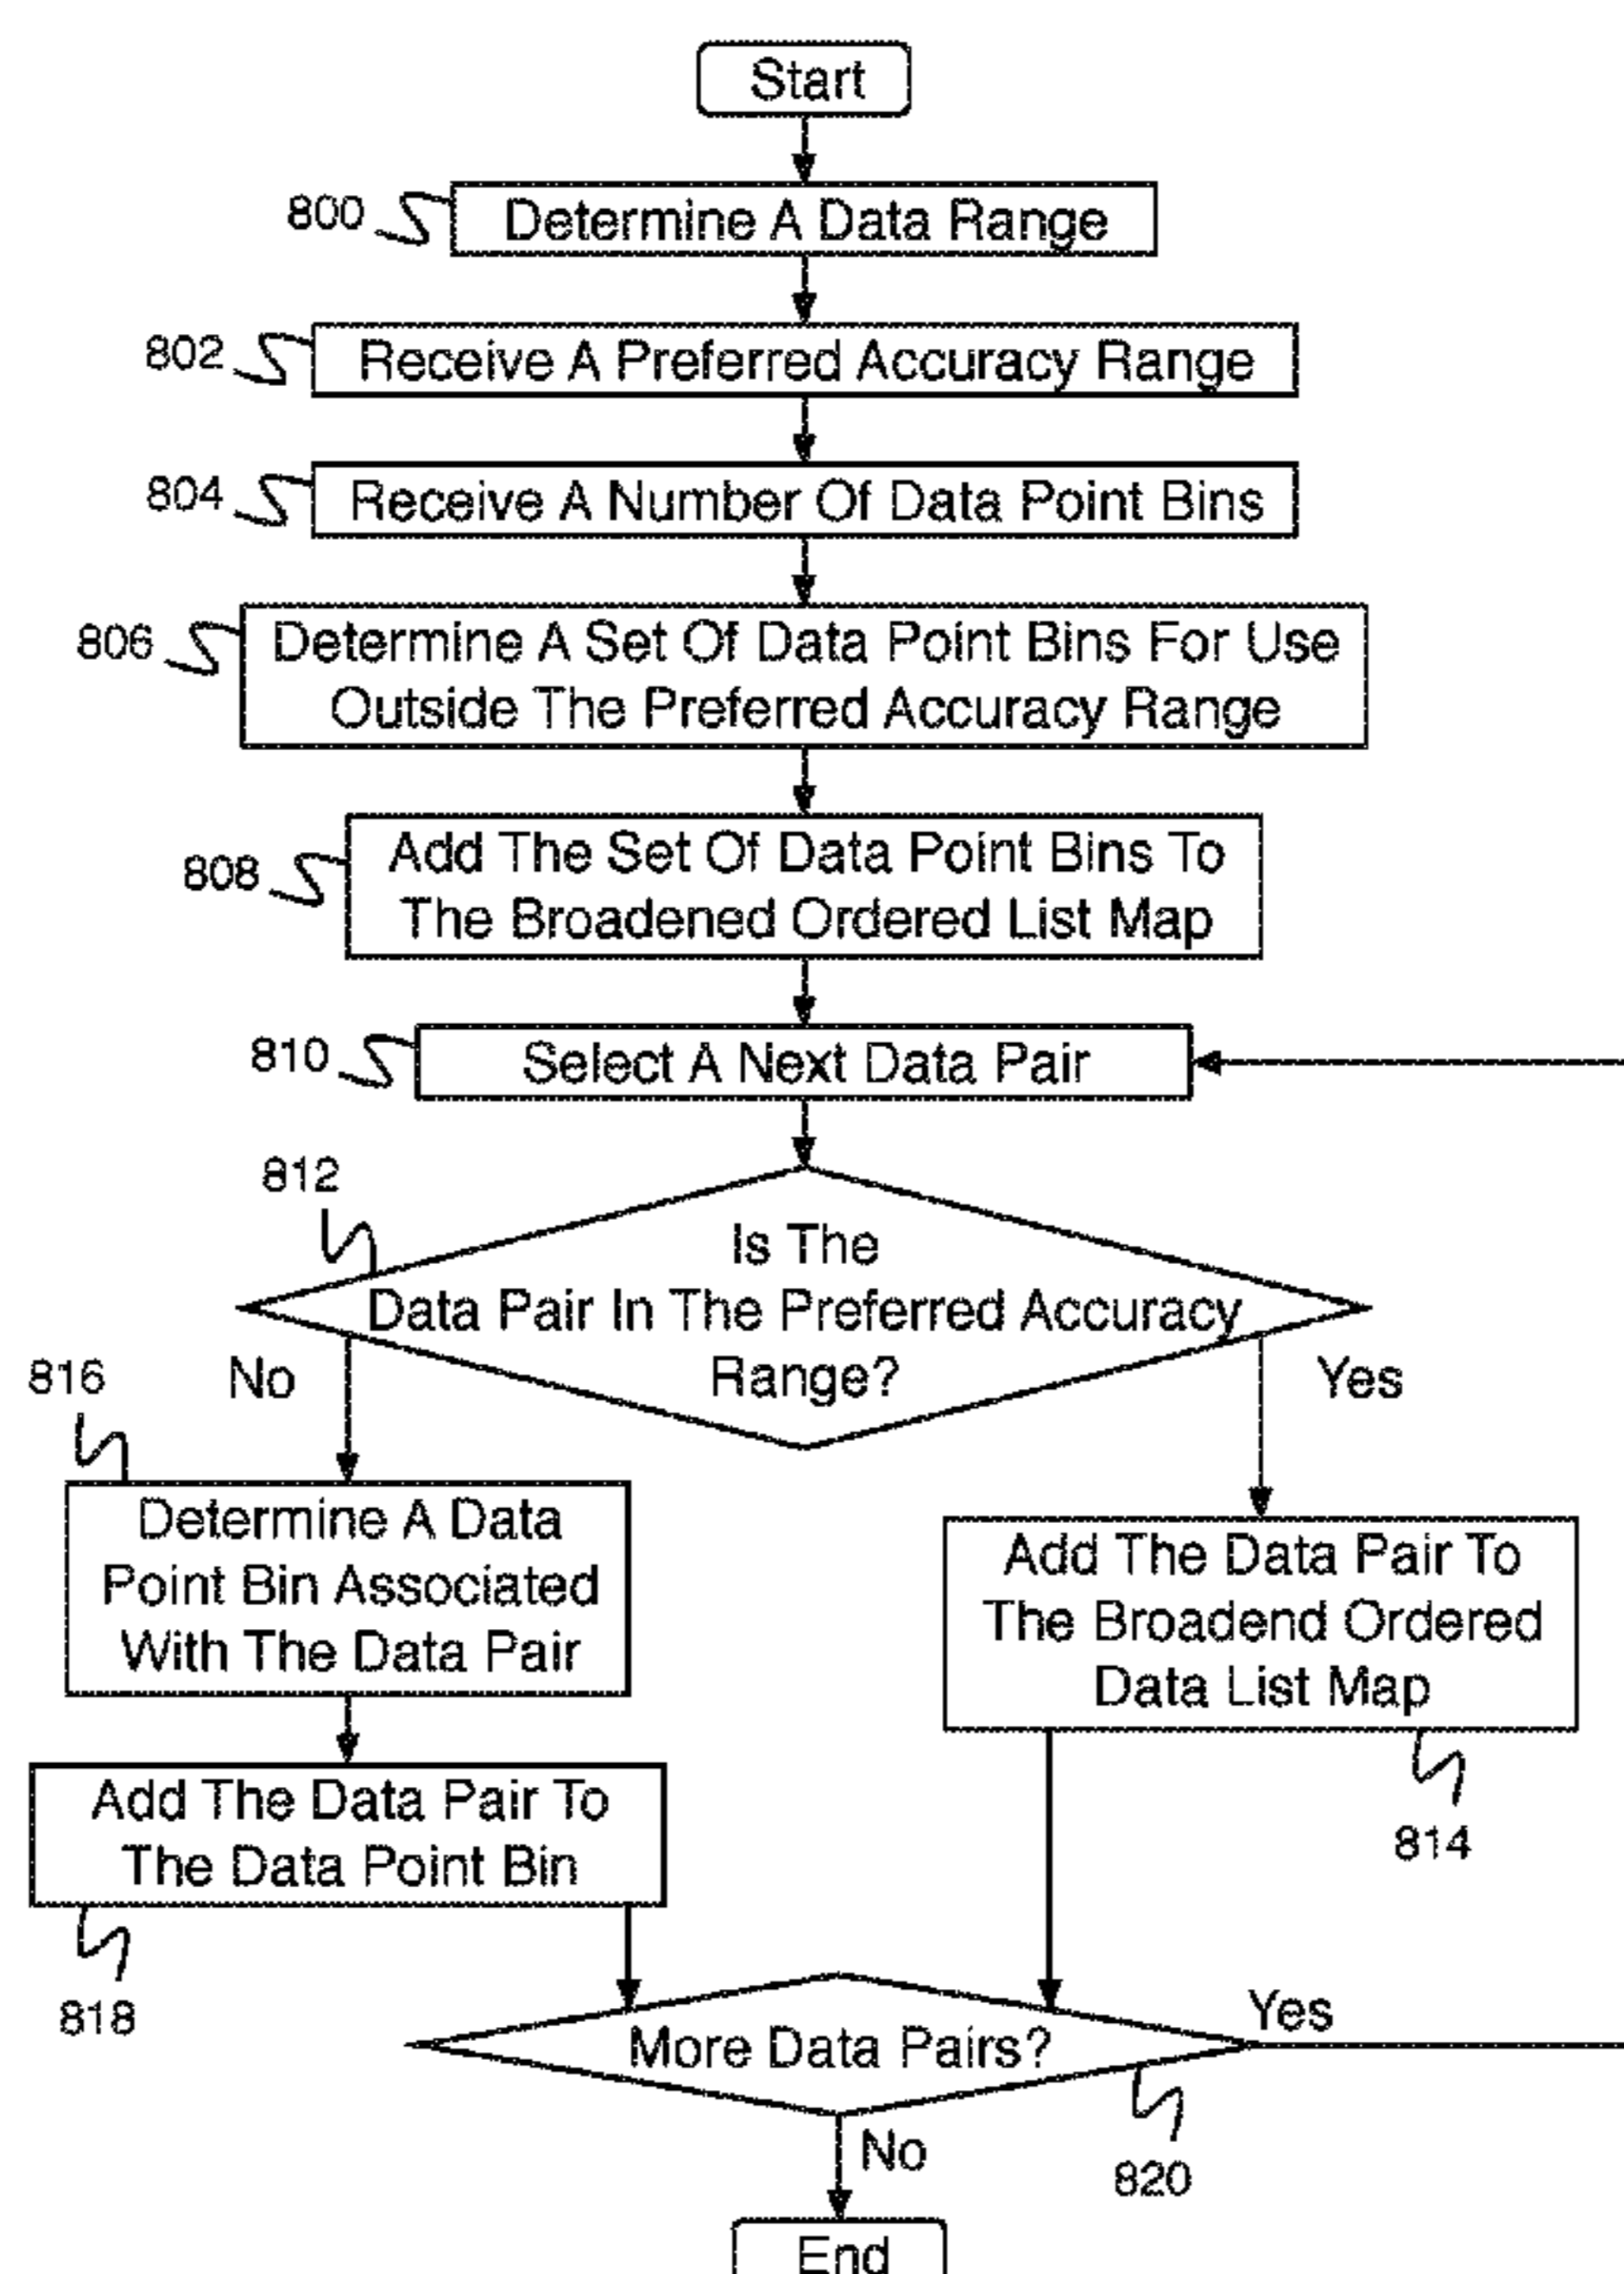 Start
800
Determine A Data Range
802
Receive A Preferred Accuracy Range
804
Receive A Number Of Data Point Bins
806
Determine A Set Of Data Point Bins For Use
Outside The Preferred Accuracy Range
808
Add The Set Of Data Point Bins To
The Broadened Ordered List Map
810
Select A Next Data Pair
812
Is The
Data Pair In The Preferred Accuracy
Range?
No
Yes
816
Determine A Data
Point Bin Associated
With The Data Pair
Add The Data Pair To
The Broadend Ordered
Data List Map
814
Add The Data Pair To
The Data Point Bin
818
More Data Pairs?
Yes
820
No
End